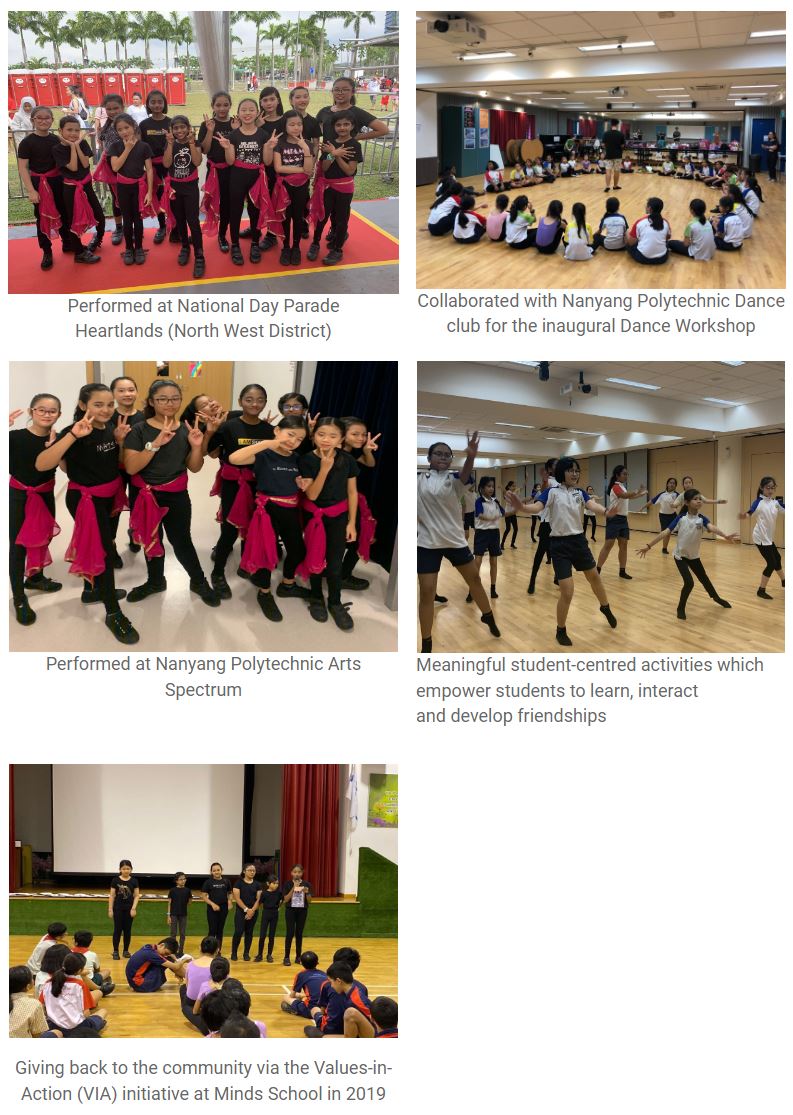 Performed at National Day Parade
Heartlands (North West District)
Collaborated with Nanyang Polytechnic Dance
club for the inaugural Dance Workshop
Performed at Nanyang Polytechnic Arts
Spectrum
Meaningful student-centred activities which
empower students to learn, interact
and develop friendships
Giving back to the community via the Values-in-
Action (VIA) initiative at Minds School in 2019